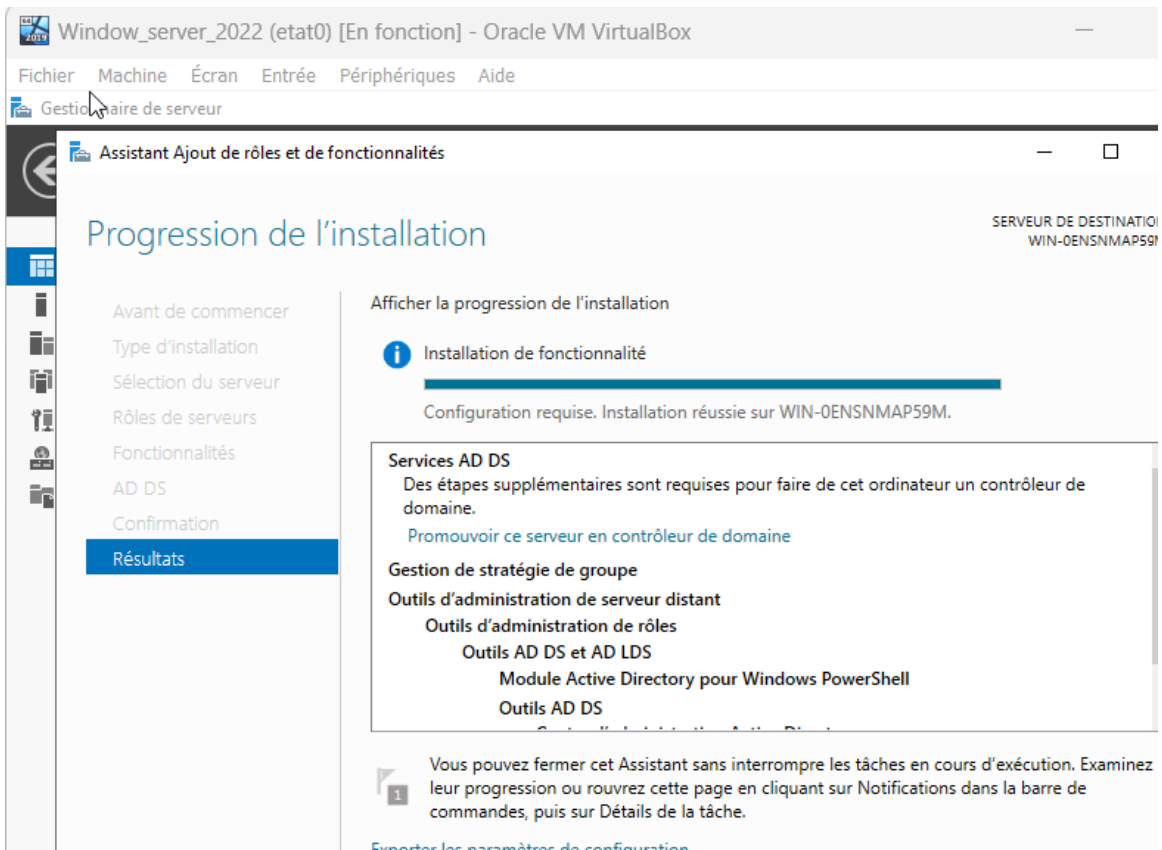 Window_server_2022 (etat0) [En fonction] - Oracle VM VirtualBox
Fichier Machine Écran Entrée Périphériques Aide
Gestionnaire de serveur
Assistant Ajout de rôles et de fonctionnalités
Progression de l'installation
SERVEUR DE DESTINATION
WIN-0ENSNMAP59M
Avant de commencer
Type d'installation
Sélection du serveur
Rôles de serveurs
Fonctionnalités
AD DS
Confirmation
Résultats
Afficher la progression de l'installation
Installation de fonctionnalité
Configuration requise. Installation réussie sur WIN-0ENSNMAP59M.
Services AD DS
Des étapes supplémentaires sont requises pour faire de cet ordinateur un contrôleur de
domaine.
Promouvoir ce serveur en contrôleur de domaine
Gestion de stratégie de groupe
Outils d'administration de serveur distant
Outils d'administration de rôles
Outils AD DS et AD LDS
Module Active Directory pour Windows PowerShell
Outils AD DS
1
Vous pouvez fermer cet Assistant sans interrompre les tâches en cours d'exécution. Examinez
leur progression ou rouvrez cette page en cliquant sur Notifications dans la barre de
commandes, puis sur Détails de la tâche.
Exporter les paramètres de configuration